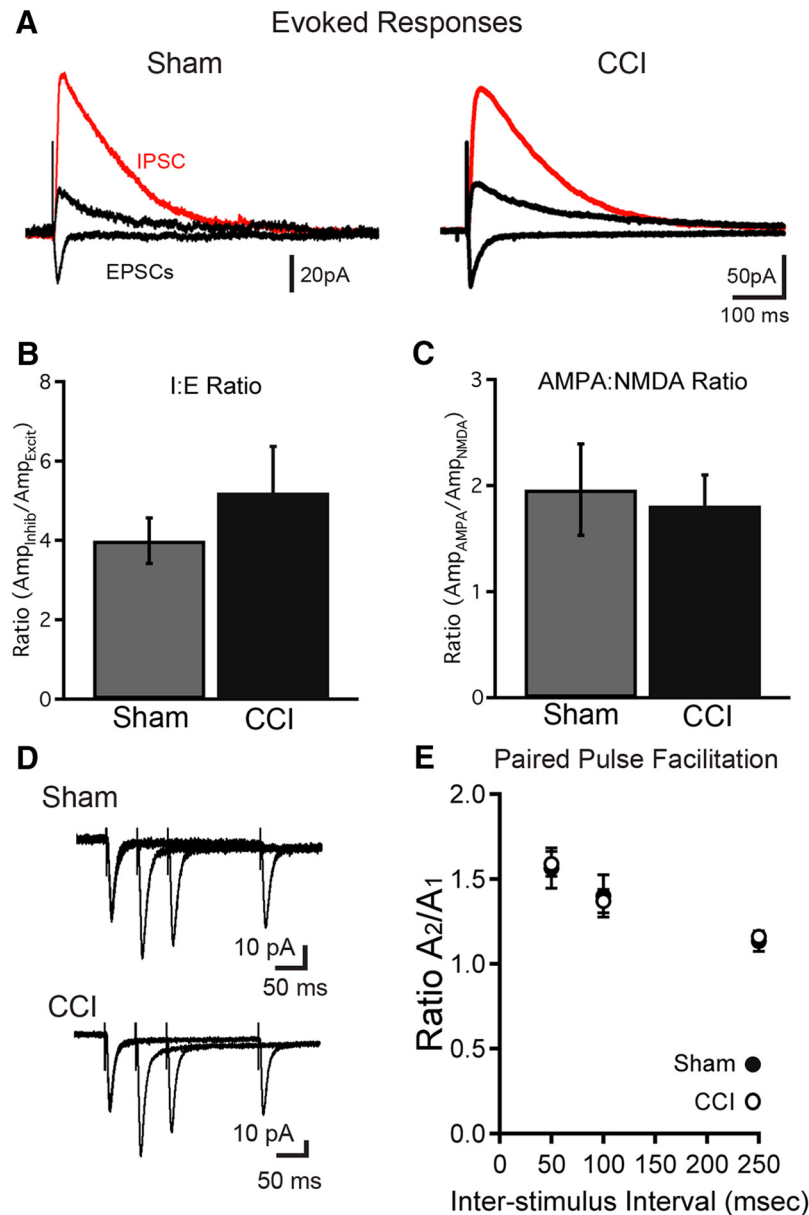 A
Evoked Responses
Sham
CCI
IPSC
EPSCs
20pA
50pA
100 ms
B
I:E Ratio
Ratio (AmpInhib/AmpExcit)
8
6
4
2
0
Sham
CCI
C
AMPA:NMDA Ratio
Ratio (AmpAMPA/AmpNMDA)
3
2
1
0
Sham
CCI
D
Sham
10 pA
50 ms
CCI
10 pA
50 ms
E
Paired Pulse Facilitation
Ratio A2/A1
2.0
1.5
1.0
0.5
0.0
Sham
CCI
0 50 100 150 200 250
Inter-stimulus Interval (msec)